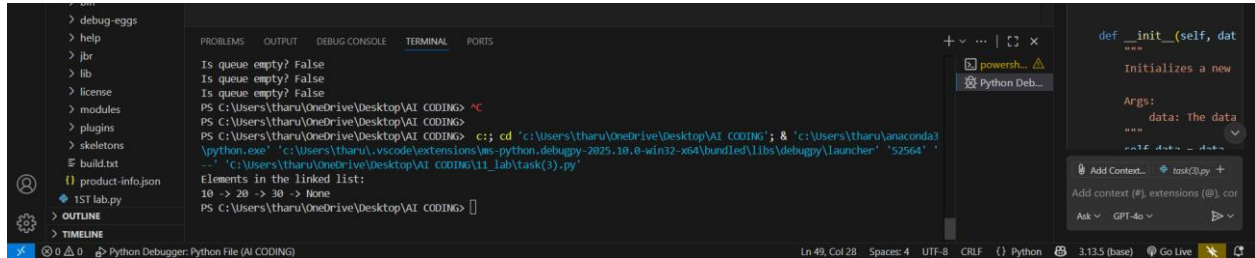 bin
> debug-eggs
> help
> jbr
> lib
> license
> modules
> plugins
> skeletons
build.txt
{} product-info.json
1ST lab.py
> OUTLINE
> TIMELINE
PROBLEMS OUTPUT DEBUG CONSOLE TERMINAL PORTS
Is queue empty? False
Is queue empty? False
Is queue empty? False
PS C:\Users\tharu\OneDrive\Desktop\AI CODING> ^C
PS C:\Users\tharu\OneDrive\Desktop\AI CODING>
PS C:\Users\tharu\OneDrive\Desktop\AI CODING>  c:; cd 'c:\Users\tharu\OneDrive\Desktop\AI CODING'; & 'c:\Users\tharu\anaconda3
\python.exe' 'c:\Users\tharu\.vscode\extensions\ms-python.debugpy-2025.10.0-win32-x64\bundled\libs\debugpy\launcher' '52564' '
--' 'C:\Users\tharu\OneDrive\Desktop\AI CODING\11_lab\task(3).py'
Elements in the linked list:
10 -> 20 -> 30 -> None
PS C:\Users\tharu\OneDrive\Desktop\AI CODING>
powersh...
Python Deb...
def __init__(self, dat
"""
Initializes a new
Args:
data: The data
"""
self.data = data
Add Context... task(3).py +
Add context (#), extensions (@), cor
Ask GPT-4o
0 0 Python Debugger: Python File (AI CODING)
Ln 49, Col 28 Spaces: 4 UTF-8 CRLF {} Python 3.13.5 (base) Go Live